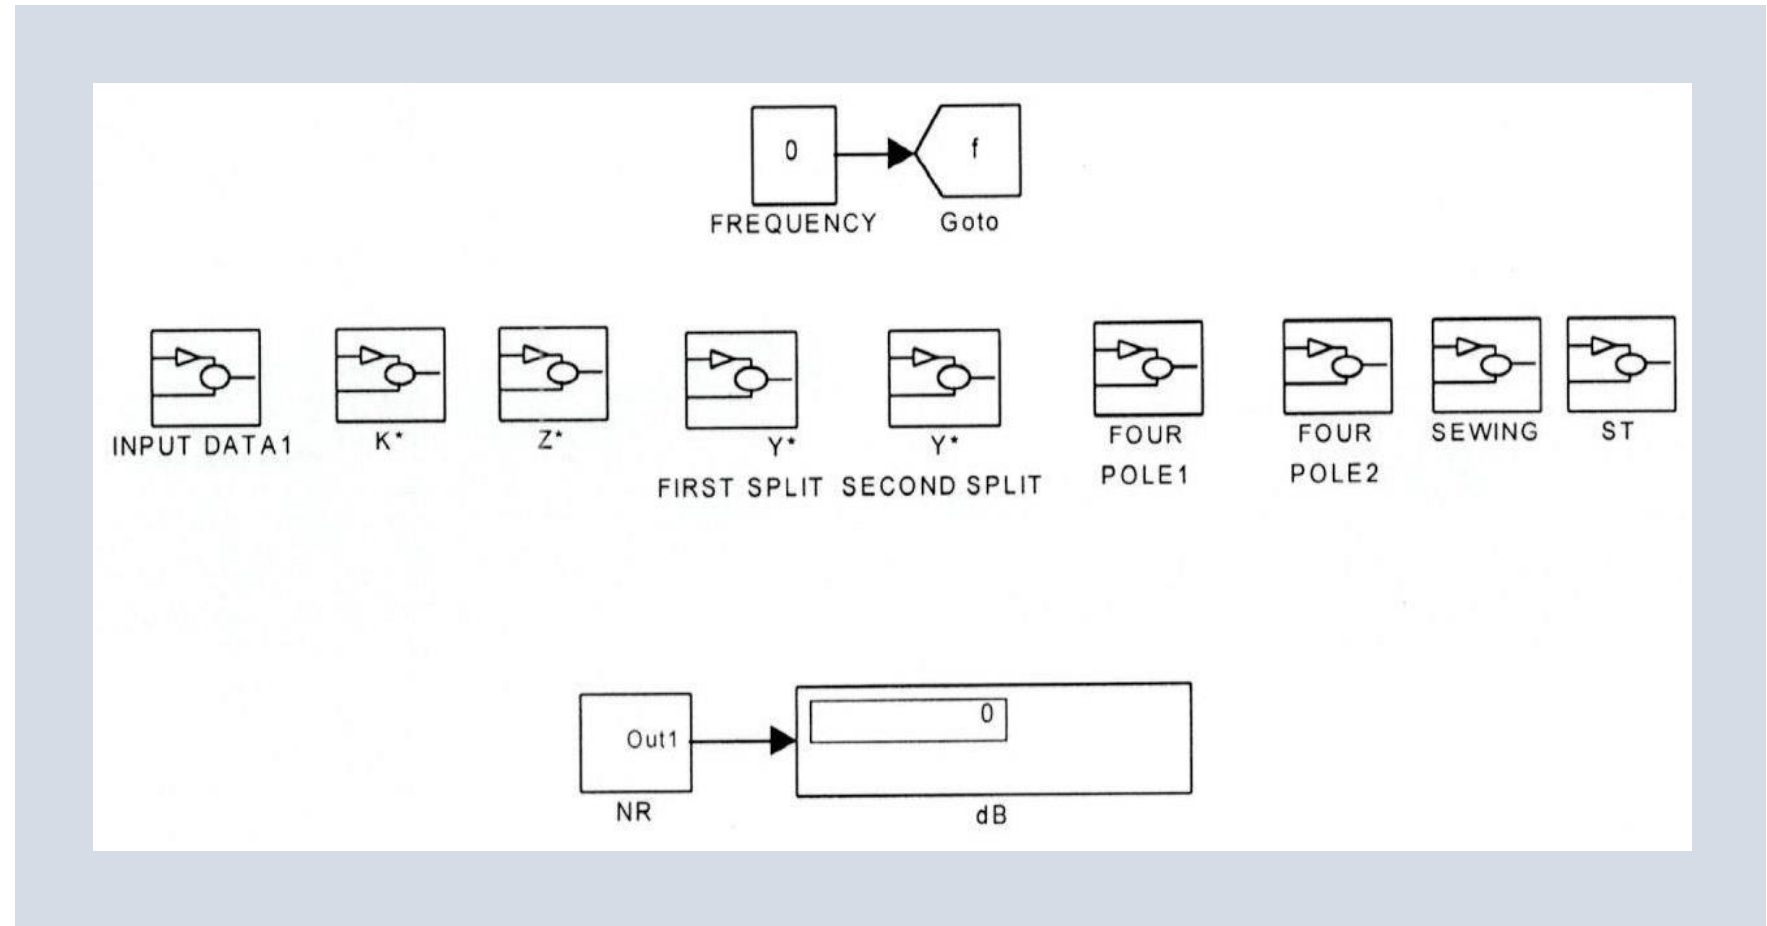 0
f
FREQUENCY
Goto
INPUT DATA1
K*
Z*
Y*
FIRST SPLIT
Y*
SECOND SPLIT
FOUR
POLE1
FOUR
POLE2
SEWING
ST
Out1
NR
0
dB